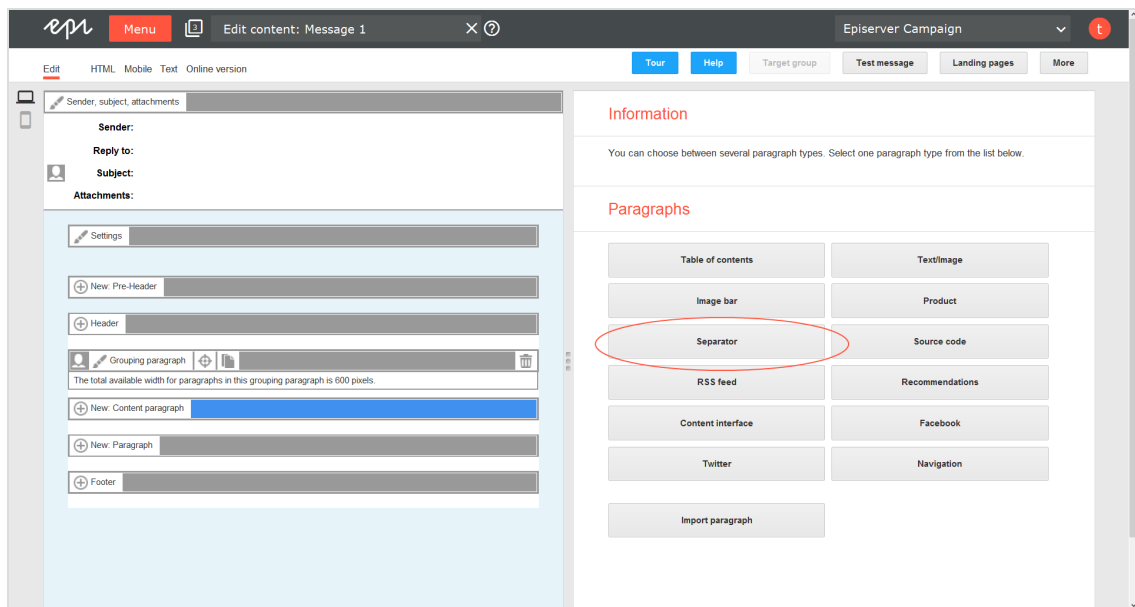 epi Menu 3 Edit content: Message 1 Episerver Campaign t
Edit HTML Mobile Text Online version Tour Help Target group Test message Landing pages More
Sender, subject, attachments
Sender:
Reply to:
Subject:
Attachments:
Settings
New: Pre-Header
Header
Grouping paragraph
The total available width for paragraphs in this grouping paragraph is 600 pixels.
New: Content paragraph
New: Paragraph
Footer
Information
You can choose between several paragraph types. Select one paragraph type from the list below.
Paragraphs
Table of contents Text/Image
Image bar Product
Separator Source code
RSS feed Recommendations
Content interface Facebook
Twitter Navigation
Import paragraph